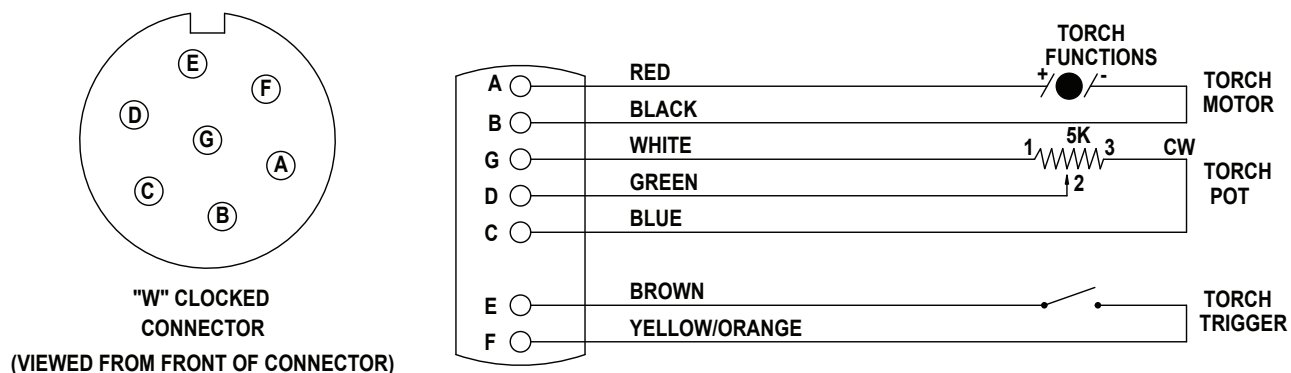 E
F
D
G
A
C
B
"W" CLOCKED
CONNECTOR
(VIEWED FROM FRONT OF CONNECTOR)
TORCH
FUNCTIONS
A RED + - TORCH
MOTOR
B BLACK
G WHITE 1 5K 3 CW
TORCH
POT
D GREEN 2
C BLUE
E BROWN TORCH
TRIGGER
F YELLOW/ORANGE